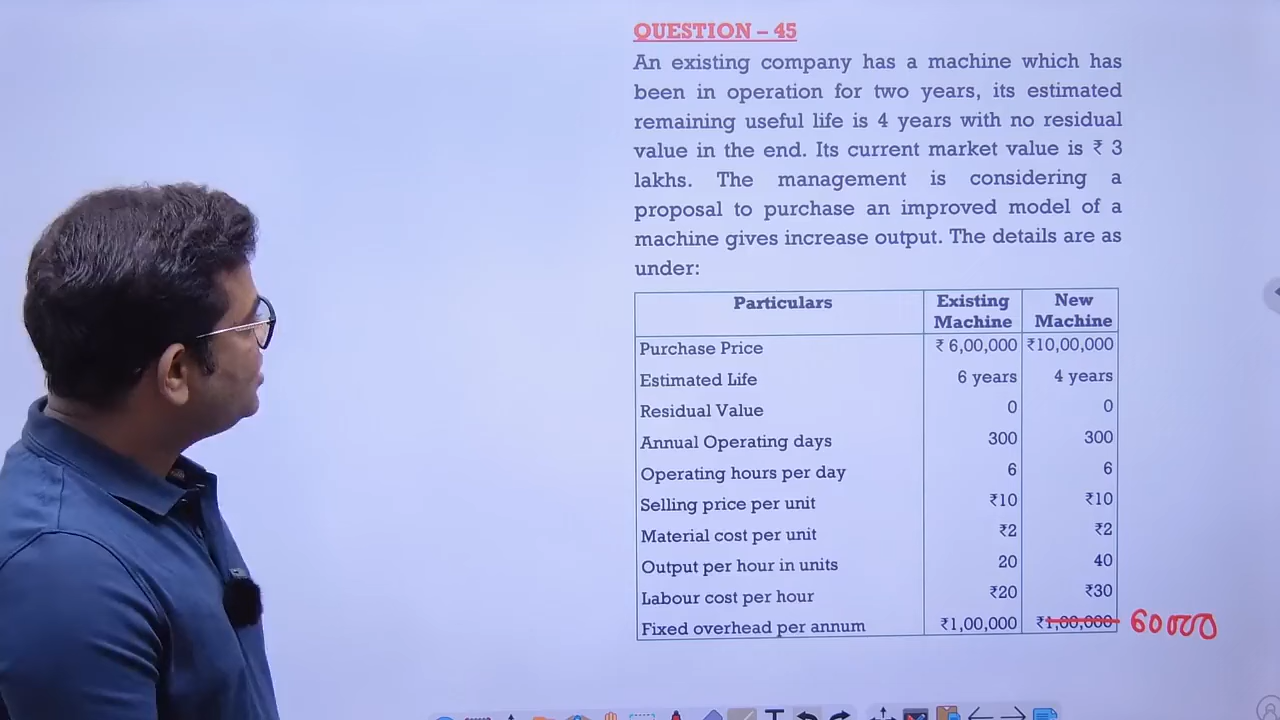 QUESTION – 45
An existing company has a machine which has
been in operation for two years, its estimated
remaining useful life is 4 years with no residual
value in the end. Its current market value is ₹ 3
lakhs. The management is considering a
proposal to purchase an improved model of a
machine gives increase output. The details are as
under:
Particulars Existing Machine New Machine
Purchase Price ₹ 6,00,000 ₹10,00,000
Estimated Life 6 years 4 years
Residual Value 0 0
Annual Operating days 300 300
Operating hours per day 6 6
Selling price per unit ₹10 ₹10
Material cost per unit ₹2 ₹2
Output per hour in units 20 40
Labour cost per hour ₹20 ₹30
Fixed overhead per annum ₹1,00,000 ₹1,00,000 60000